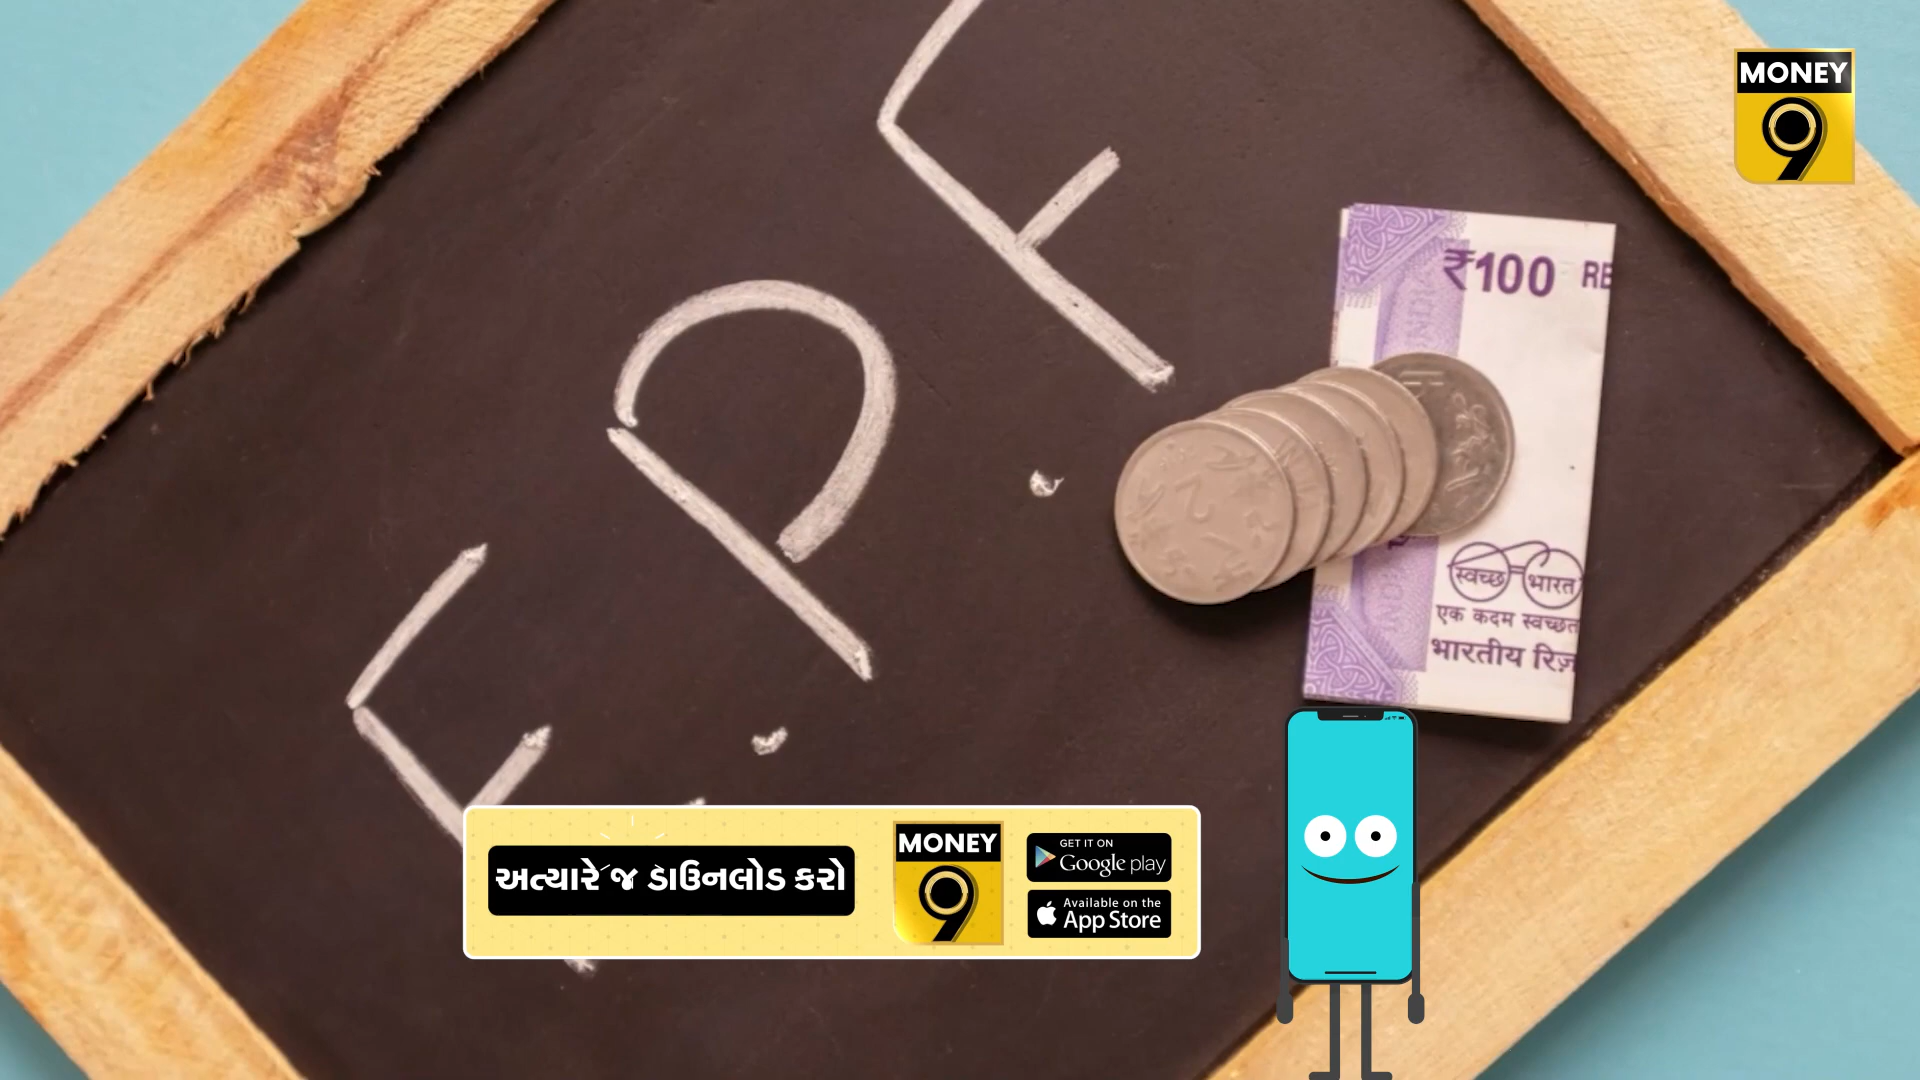 E.P.F
MONEY
9
₹100 RE
स्वच्छ भारत
एक कदम स्वच्छत
भारतीय रिज़
અત્યારે જ ડાઉનલોડ કરો
MONEY
9
GET IT ON
Google play
Available on the
App Store